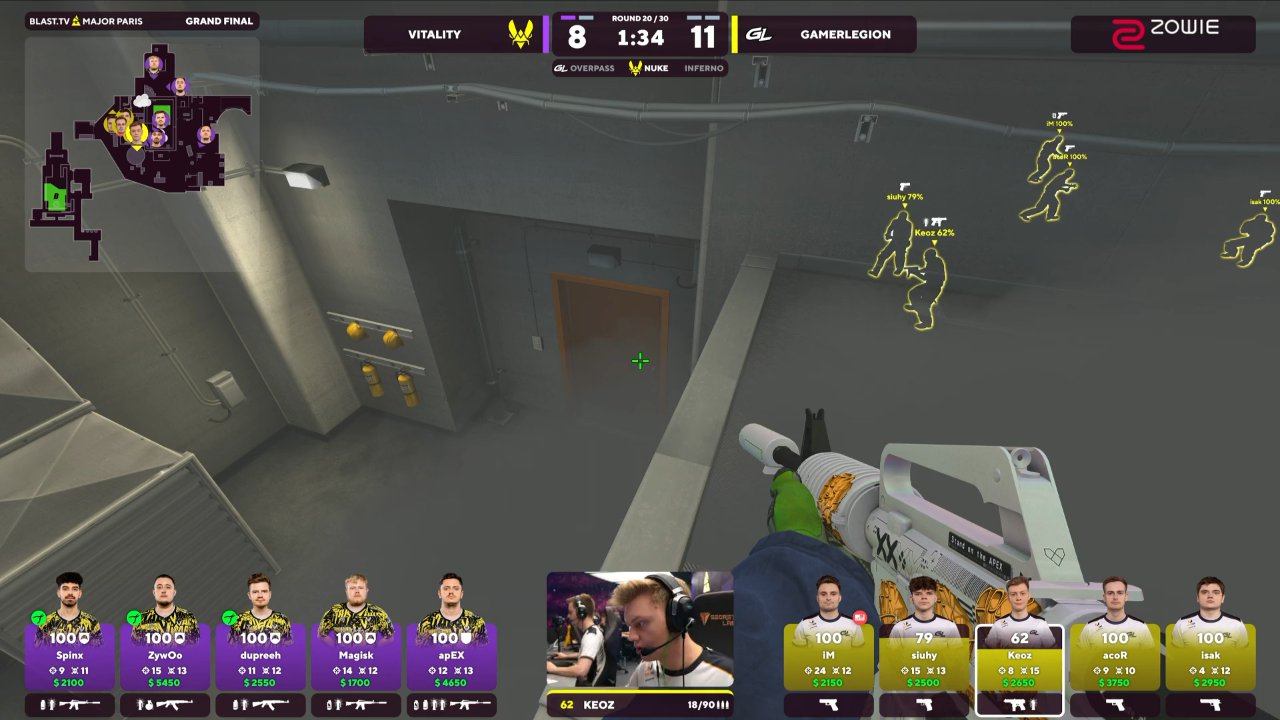 BLAST.TV MAJOR PARIS
GRAND FINAL
VITALITY
8
ROUND 20 / 30
1:34
11
GL
GAMERLEGION
ZOWIE
GL OVERPASS
NUKE
INFERNO
iM 100%
acoR 100%
siuhy 79%
Keoz 62%
isak 100%
XX
Stand on the APEX
100
Spinx
9 11
$2100
100
ZywOo
15 13
$5450
100
dupreeh
11 12
$2550
100
Magisk
14 12
$1700
100
apEX
12 13
$4650
62 KEOZ 18/90
100
iM
24 12
$2150
79
siuhy
15 13
$2500
62
Keoz
8 15
$2650
100
acoR
9 10
$3750
100
isak
4 12
$2950